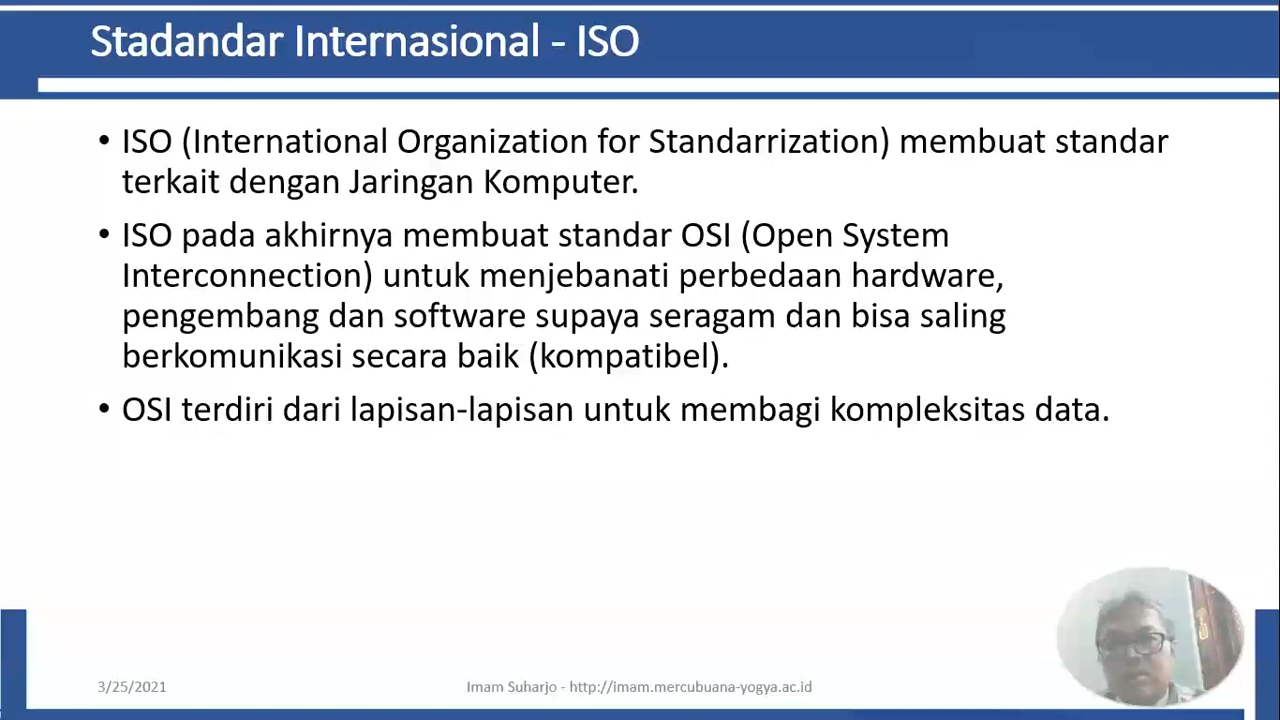 Stadandar Internasional - ISO
• ISO (International Organization for Standarrization) membuat standar
terkait dengan Jaringan Komputer.
• ISO pada akhirnya membuat standar OSI (Open System
Interconnection) untuk menjebanati perbedaan hardware,
pengembang dan software supaya seragam dan bisa saling
berkomunikasi secara baik (kompatibel).
• OSI terdiri dari lapisan-lapisan untuk membagi kompleksitas data.
3/25/2021
Imam Suharjo - http://imam.mercubuana-yogya.ac.id